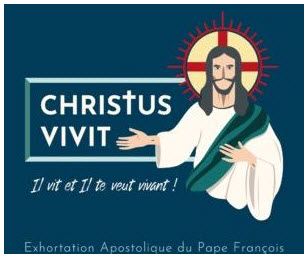 CHRISTUS
VIVIT
Il vit et Il te veut vivant !
Exhortation Apostolique du Pape François